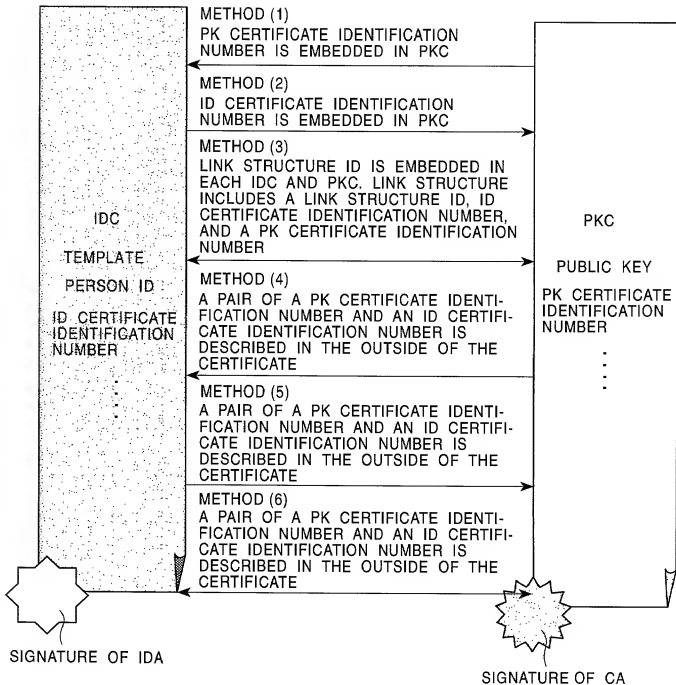 METHOD (1)
PK CERTIFICATE IDENTIFICATION
NUMBER IS EMBEDDED IN PKC
METHOD (2)
ID CERTIFICATE IDENTIFICATION
NUMBER IS EMBEDDED IN PKC
METHOD (3)
LINK STRUCTURE ID IS EMBEDDED IN
EACH IDC AND PKC. LINK STRUCTURE
INCLUDES A LINK STRUCTURE ID, ID
CERTIFICATE IDENTIFICATION NUMBER,
AND A PK CERTIFICATE IDENTIFICATION
NUMBER
METHOD (4)
A PAIR OF A PK CERTIFICATE IDENTI-
FICATION NUMBER AND AN ID CERTIFI-
CATE IDENTIFICATION NUMBER IS
DESCRIBED IN THE OUTSIDE OF THE
CERTIFICATE
METHOD (5)
A PAIR OF A PK CERTIFICATE IDENTI-
FICATION NUMBER AND AN ID CERTIFI-
CATE IDENTIFICATION NUMBER IS
DESCRIBED IN THE OUTSIDE OF THE
CERTIFICATE
METHOD (6)
A PAIR OF A PK CERTIFICATE IDENTI-
FICATION NUMBER AND AN ID CERTIFI-
CATE IDENTIFICATION NUMBER IS
DESCRIBED IN THE OUTSIDE OF THE
CERTIFICATE
IDC
TEMPLATE
PERSON ID
ID CERTIFICATE
IDENTIFICATION
NUMBER
PKC
PUBLIC KEY
PK CERTIFICATE
IDENTIFICATION
NUMBER
SIGNATURE OF IDA
SIGNATURE OF CA